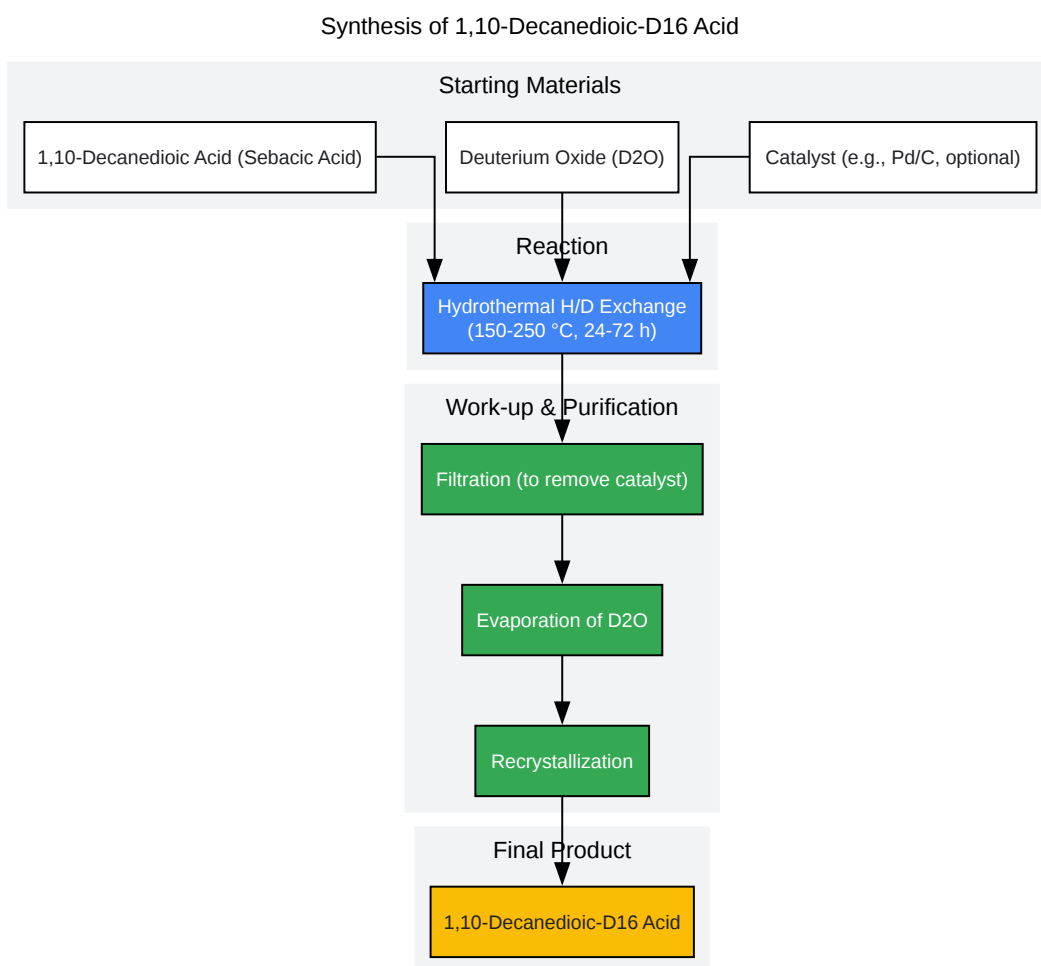 Synthesis of 1,10-Decanedioic-D16 Acid
Starting Materials
1,10-Decanedioic Acid (Sebacic Acid)
Deuterium Oxide (D2O)
Catalyst (e.g., Pd/C, optional)
Reaction
Hydrothermal H/D Exchange
(150-250 °C, 24-72 h)
Work-up & Purification
Filtration (to remove catalyst)
Evaporation of D2O
Recrystallization
Final Product
1,10-Decanedioic-D16 Acid